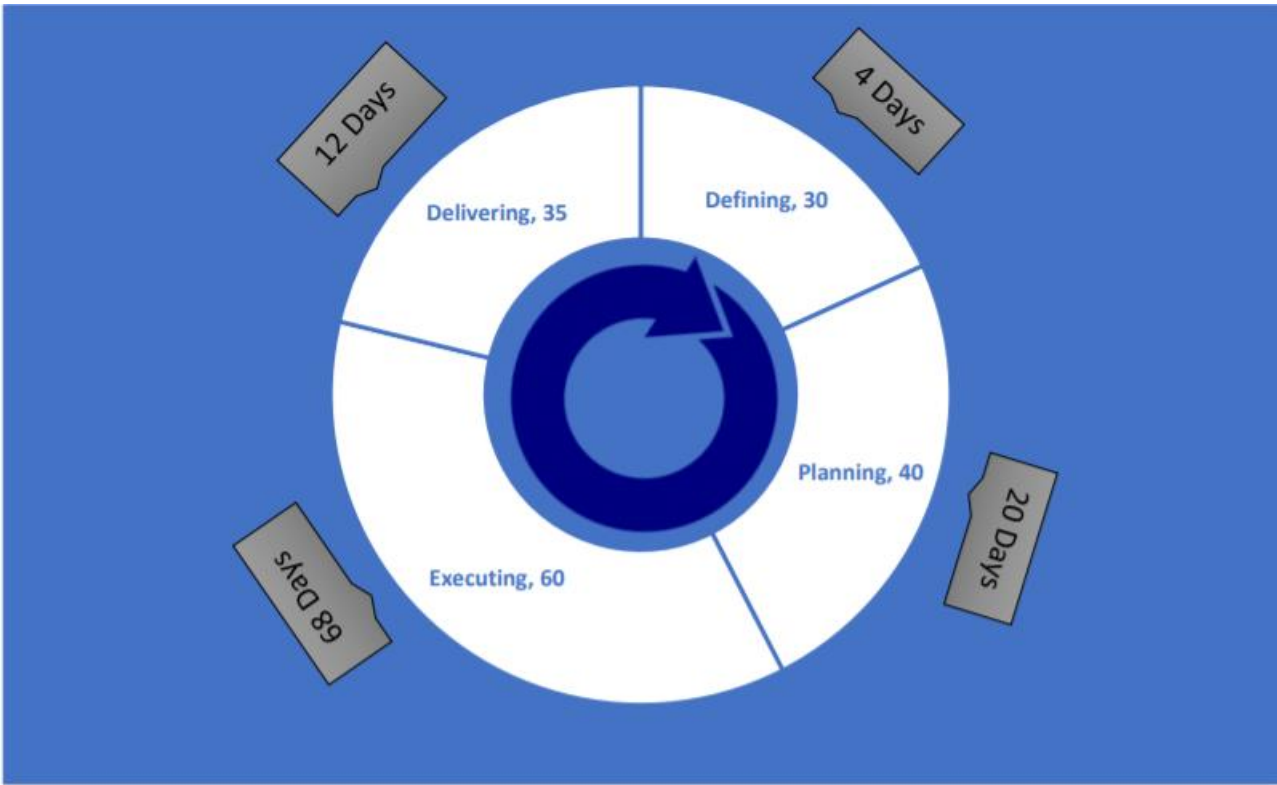 12 Days
4 Days
Delivering, 35
Defining, 30
Planning, 40
20 Days
Executing, 60
68 Days